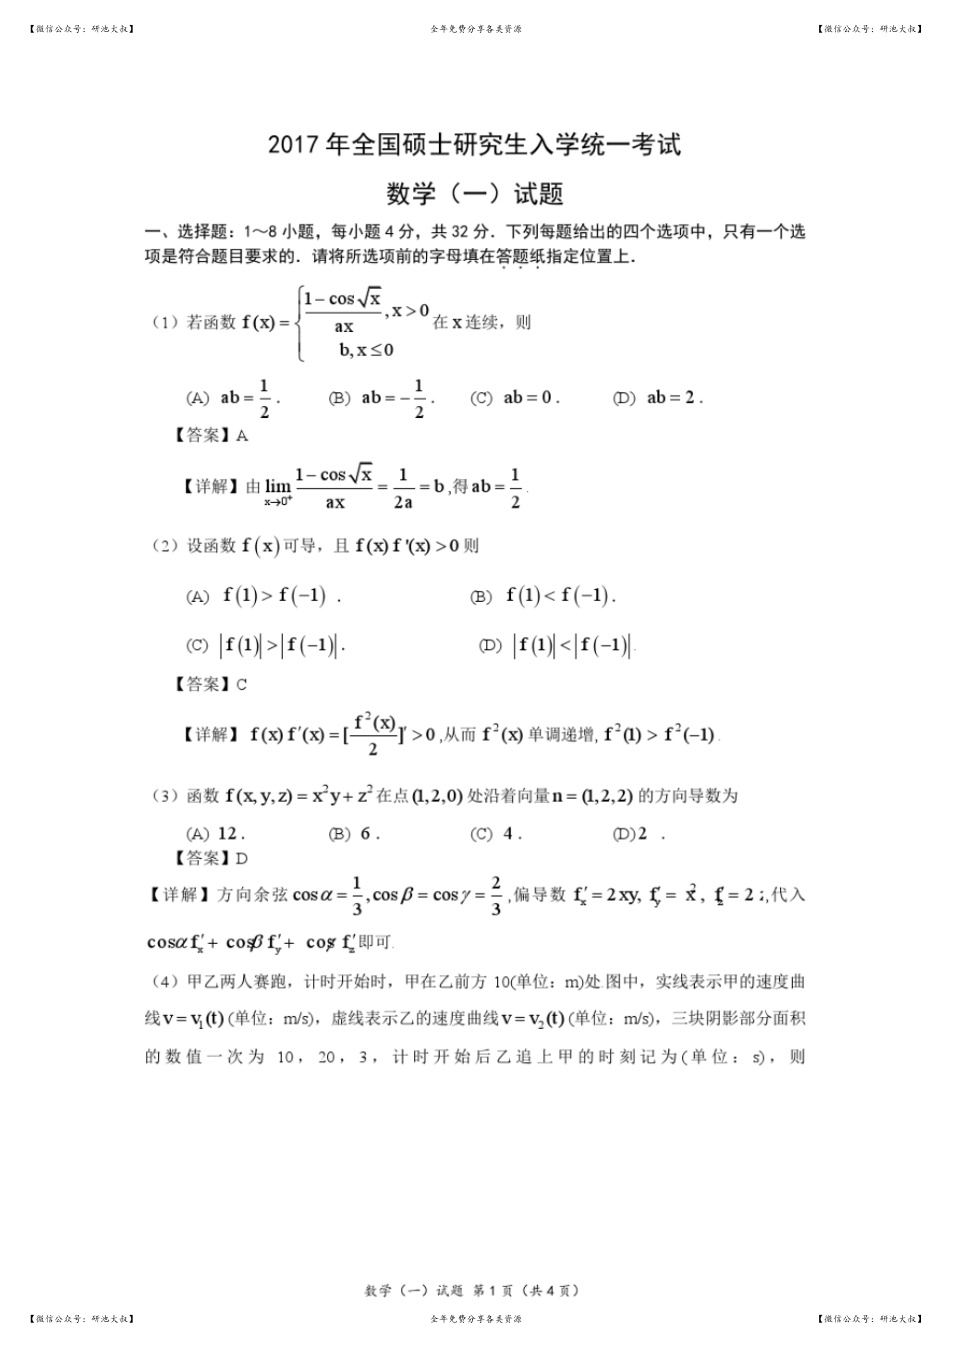 【微信公众号：研池大叔】 全年免费分享各类资源 【微信公众号：研池大叔】
2017 年全国硕士研究生入学统一考试
数学（一）试题
一、选择题：1～8 小题，每小题 4 分，共 32 分．下列每题给出的四个选项中，只有一个选
项是符合题目要求的．请将所选项前的字母填在答题纸指定位置上．
（1）若函数 f(x) = { (1−cos√x)/(ax), x > 0; b, x ≤ 0 在 x 连续，则
(A) ab = 1/2 . (B) ab = −1/2 . (C) ab = 0 . (D) ab = 2 .
【答案】A
【详解】由 lim x→0⁺ (1−cos√x)/(ax) = 1/(2a) = b ,得 ab = 1/2 .
（2）设函数 f(x) 可导，且 f(x) f '(x) > 0 则
(A) f(1) > f(−1) . (B) f(1) < f(−1) .
(C) |f(1)| > |f(−1)| . (D) |f(1)| < |f(−1)| .
【答案】C
【详解】 f(x) f′(x) = [f²(x)/2]′ > 0 ,从而 f²(x) 单调递增, f²(1) > f²(−1) .
（3）函数 f(x, y, z) = x²y + z² 在点 (1,2,0) 处沿着向量 n = (1,2,2) 的方向导数为
(A) 12 . (B) 6 . (C) 4 . (D) 2 .
【答案】D
【详解】方向余弦 cosα = 1/3 , cosβ = cosγ = 2/3 ,偏导数 fₓ′ = 2xy, f_y′ = x² , f_z′ = 2z ,代入
cosα fₓ′ + cosβ f_y′ + cosγ f_z′ 即可.
（4）甲乙两人赛跑，计时开始时，甲在乙前方 10(单位：m)处.图中，实线表示甲的速度曲
线 v = v₁(t) (单位：m/s)，虚线表示乙的速度曲线 v = v₂(t) (单位：m/s)，三块阴影部分面积
的数值一次为 10，20，3，计时开始后乙追上甲的时刻记为(单位：s)，则
数学（一）试题 第 1 页（共 4 页）
【微信公众号：研池大叔】 全年免费分享各类资源 【微信公众号：研池大叔】